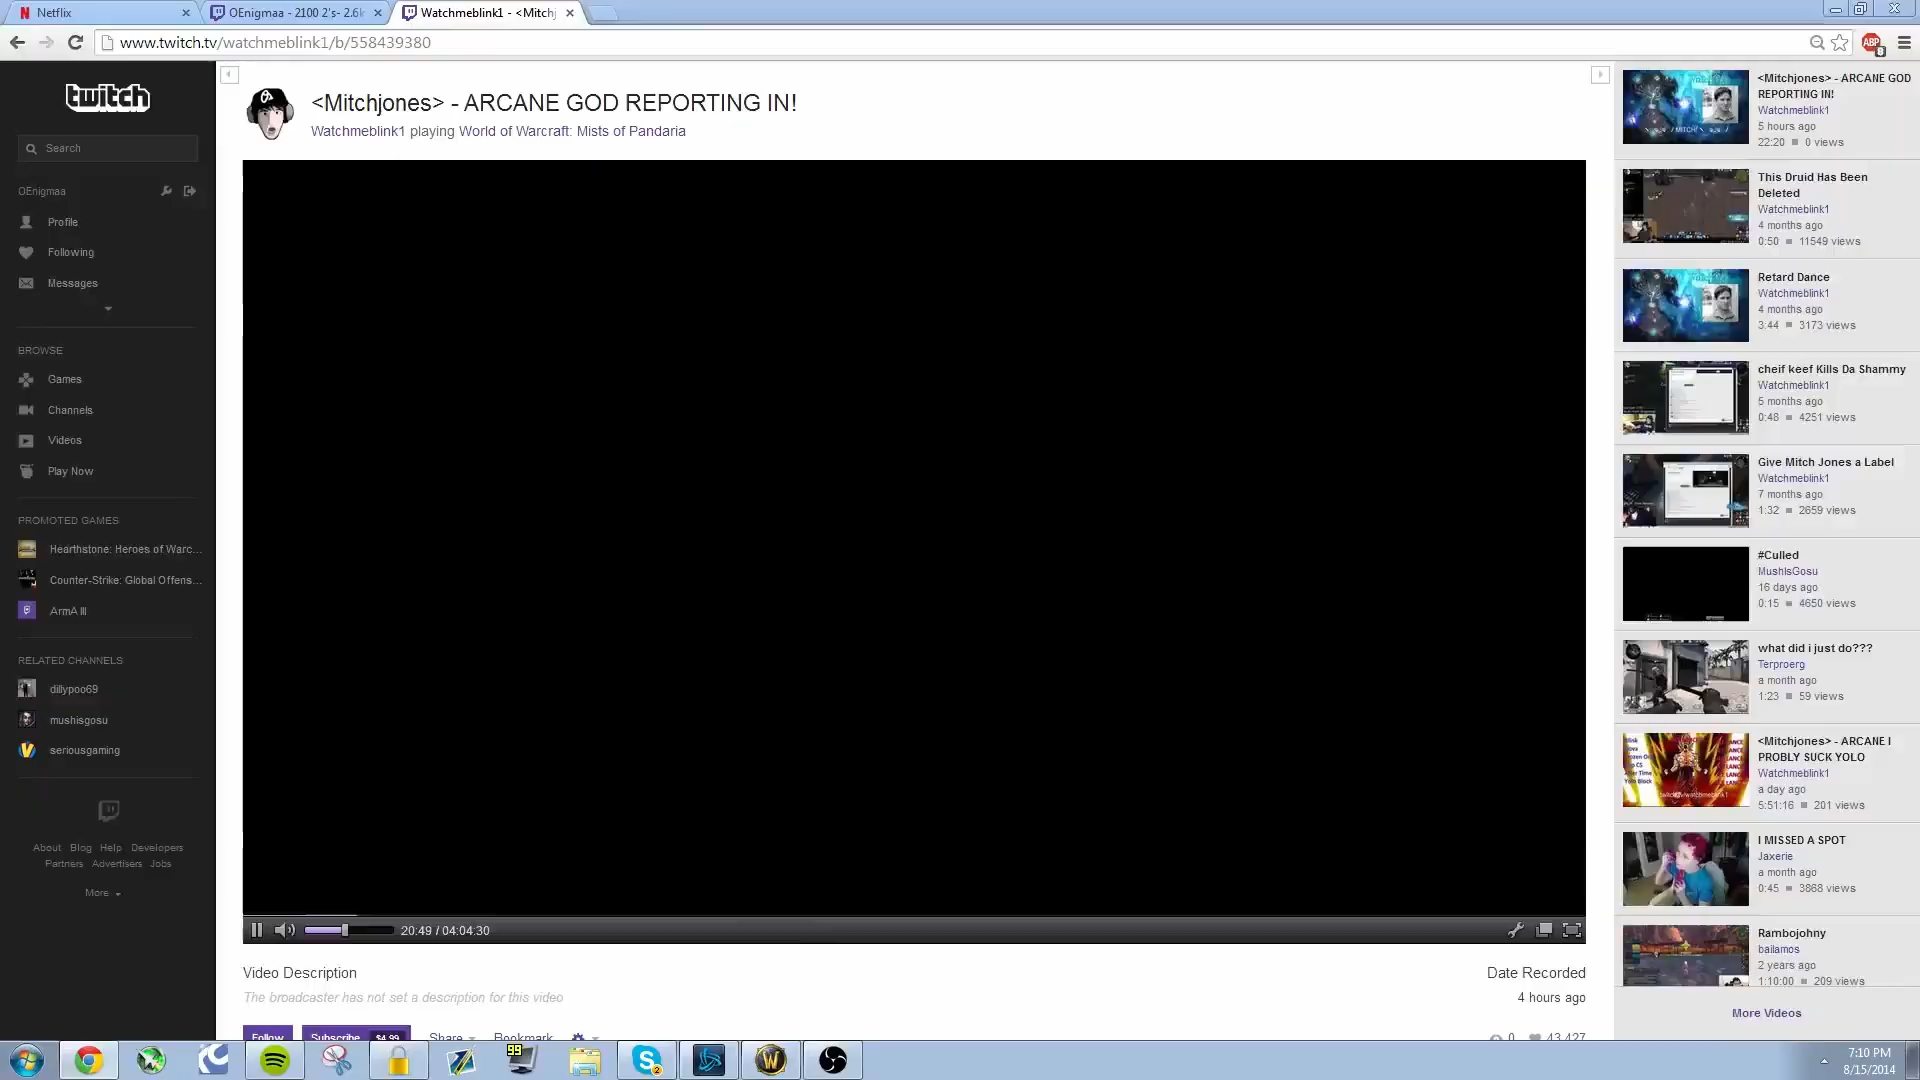 Netflix
OEnigmaa - 2100 2's- 2.6k
Watchmeblink1 - <Mitchj
www.twitch.tv/watchmeblink1/b/558439380
ABP
8
twitch
Search
OEnigmaa
Profile
Following
Messages
BROWSE
Games
Channels
Videos
Play Now
PROMOTED GAMES
Hearthstone: Heroes of Warc...
Counter-Strike: Global Offens...
ArmA III
RELATED CHANNELS
dillypoo69
mushisgosu
seriousgaming
About Blog Help Developers
Partners Advertisers Jobs
More
<Mitchjones> - ARCANE GOD REPORTING IN!
Watchmeblink1 playing World of Warcraft: Mists of Pandaria
20:49 / 04:04:30
Video Description
Date Recorded
The broadcaster has not set a description for this video
4 hours ago
Follow
Subscribe $4.99
Share
Bookmark
0
43,427
<Mitchjones> - ARCANE GOD
REPORTING IN!
Watchmeblink1
5 hours ago
22:20 0 views
This Druid Has Been
Deleted
Watchmeblink1
4 months ago
0:50 11549 views
Retard Dance
Watchmeblink1
4 months ago
3:44 3173 views
cheif keef Kills Da Shammy
Watchmeblink1
5 months ago
0:48 4251 views
Give Mitch Jones a Label
Watchmeblink1
7 months ago
1:32 2659 views
#Culled
MushIsGosu
16 days ago
0:15 4650 views
what did i just do???
Terproerg
a month ago
1:23 59 views
<Mitchjones> - ARCANE I
PROBLY SUCK YOLO
Watchmeblink1
a day ago
5:51:16 201 views
I MISSED A SPOT
Jaxerie
a month ago
0:45 3868 views
Rambojohny
bailamos
2 years ago
1:10:00 209 views
More Videos
99
2
7:10 PM
8/15/2014